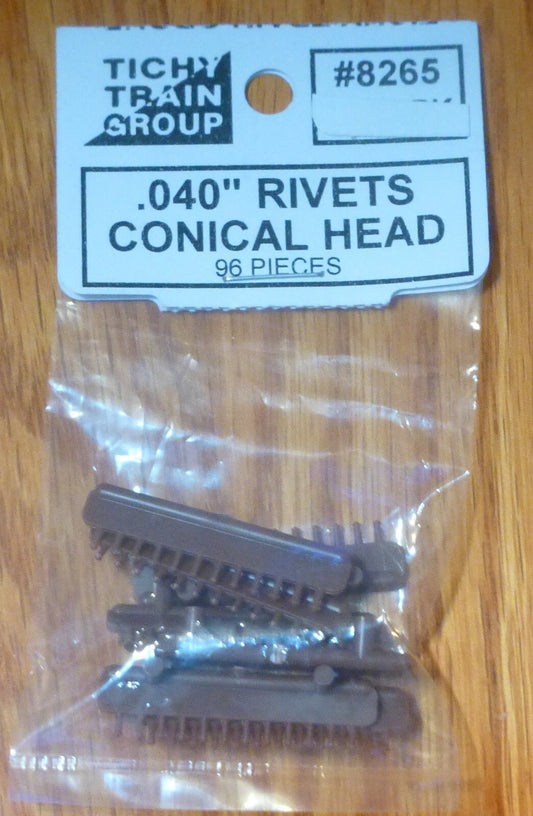 TICHY
TRAIN
GROUP
#8265
.040" RIVETS
CONICAL HEAD
96 PIECES